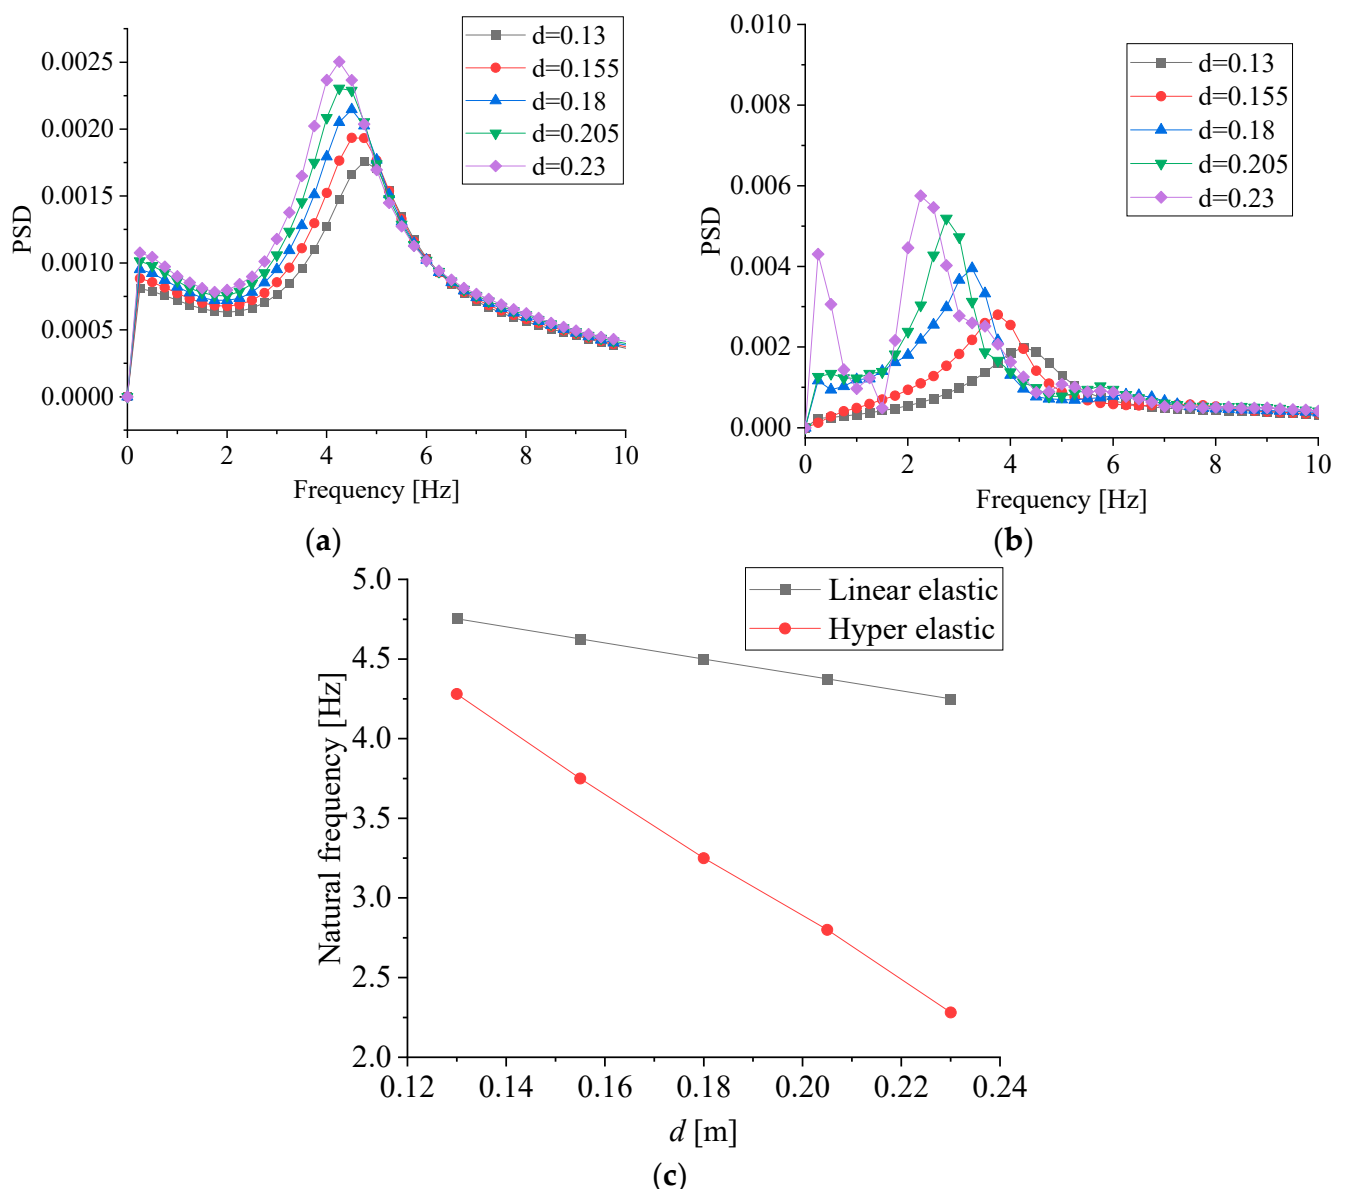 d=0.13
d=0.155
d=0.18
d=0.205
d=0.23
0.0025
0.0020
0.0015
0.0010
0.0005
0.0000
PSD
0 2 4 6 8 10
Frequency [Hz]
(a)
d=0.13
d=0.155
d=0.18
d=0.205
d=0.23
0.010
0.008
0.006
0.004
0.002
0.000
PSD
0 2 4 6 8 10
Frequency [Hz]
(b)
Linear elastic
Hyper elastic
5.0
4.5
4.0
3.5
3.0
2.5
2.0
Natural frequency [Hz]
0.12 0.14 0.16 0.18 0.20 0.22 0.24
d [m]
(c)